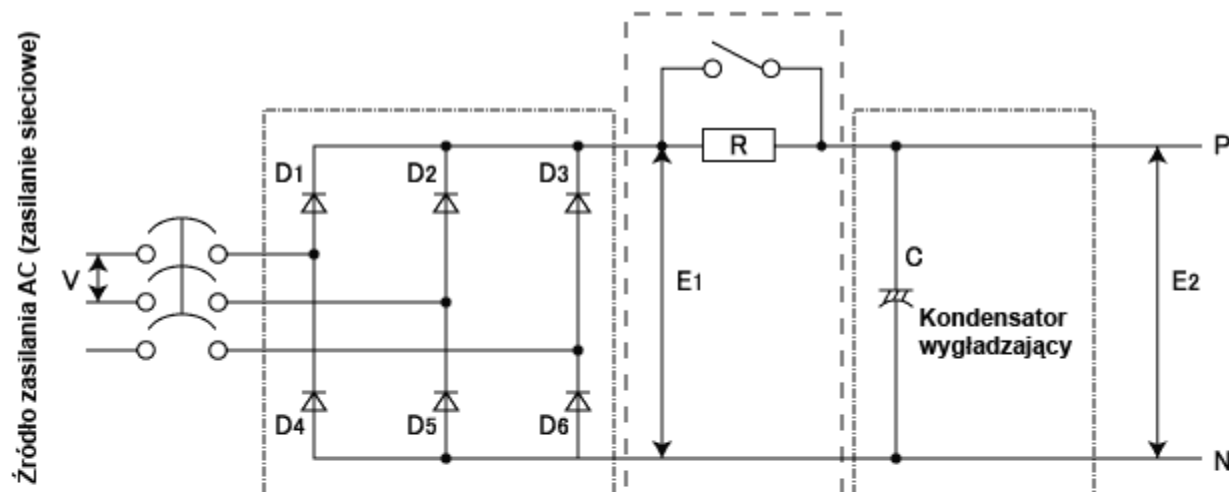 Źródło zasilania AC (zasilanie sieciowe)
V
D1
D2
D3
D4
D5
D6
R
E1
C
Kondensator
wygładzający
E2
P
N